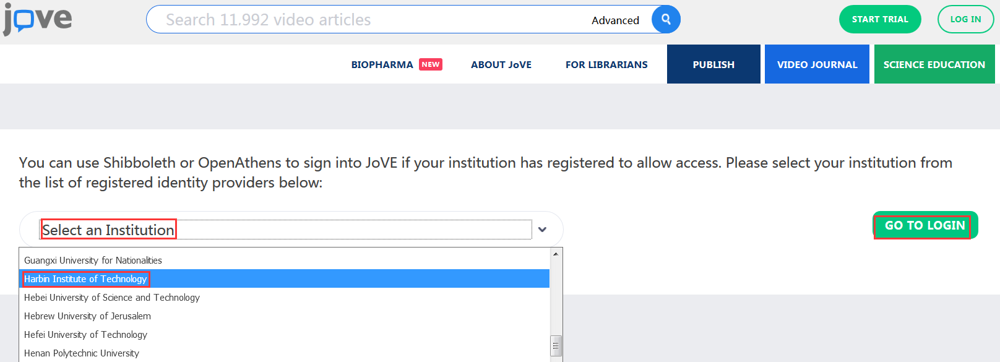 jove
Search 11,992 video articles
Advanced
START TRIAL
LOG IN
BIOPHARMA NEW
ABOUT JoVE
FOR LIBRARIANS
PUBLISH
VIDEO JOURNAL
SCIENCE EDUCATION
You can use Shibboleth or OpenAthens to sign into JoVE if your institution has registered to allow access. Please select your institution from
the list of registered identity providers below:
Select an Institution
GO TO LOGIN
Guangxi University for Nationalities
Harbin Institute of Technology
Hebei University of Science and Technology
Hebrew University of Jerusalem
Hefei University of Technology
Henan Polytechnic University